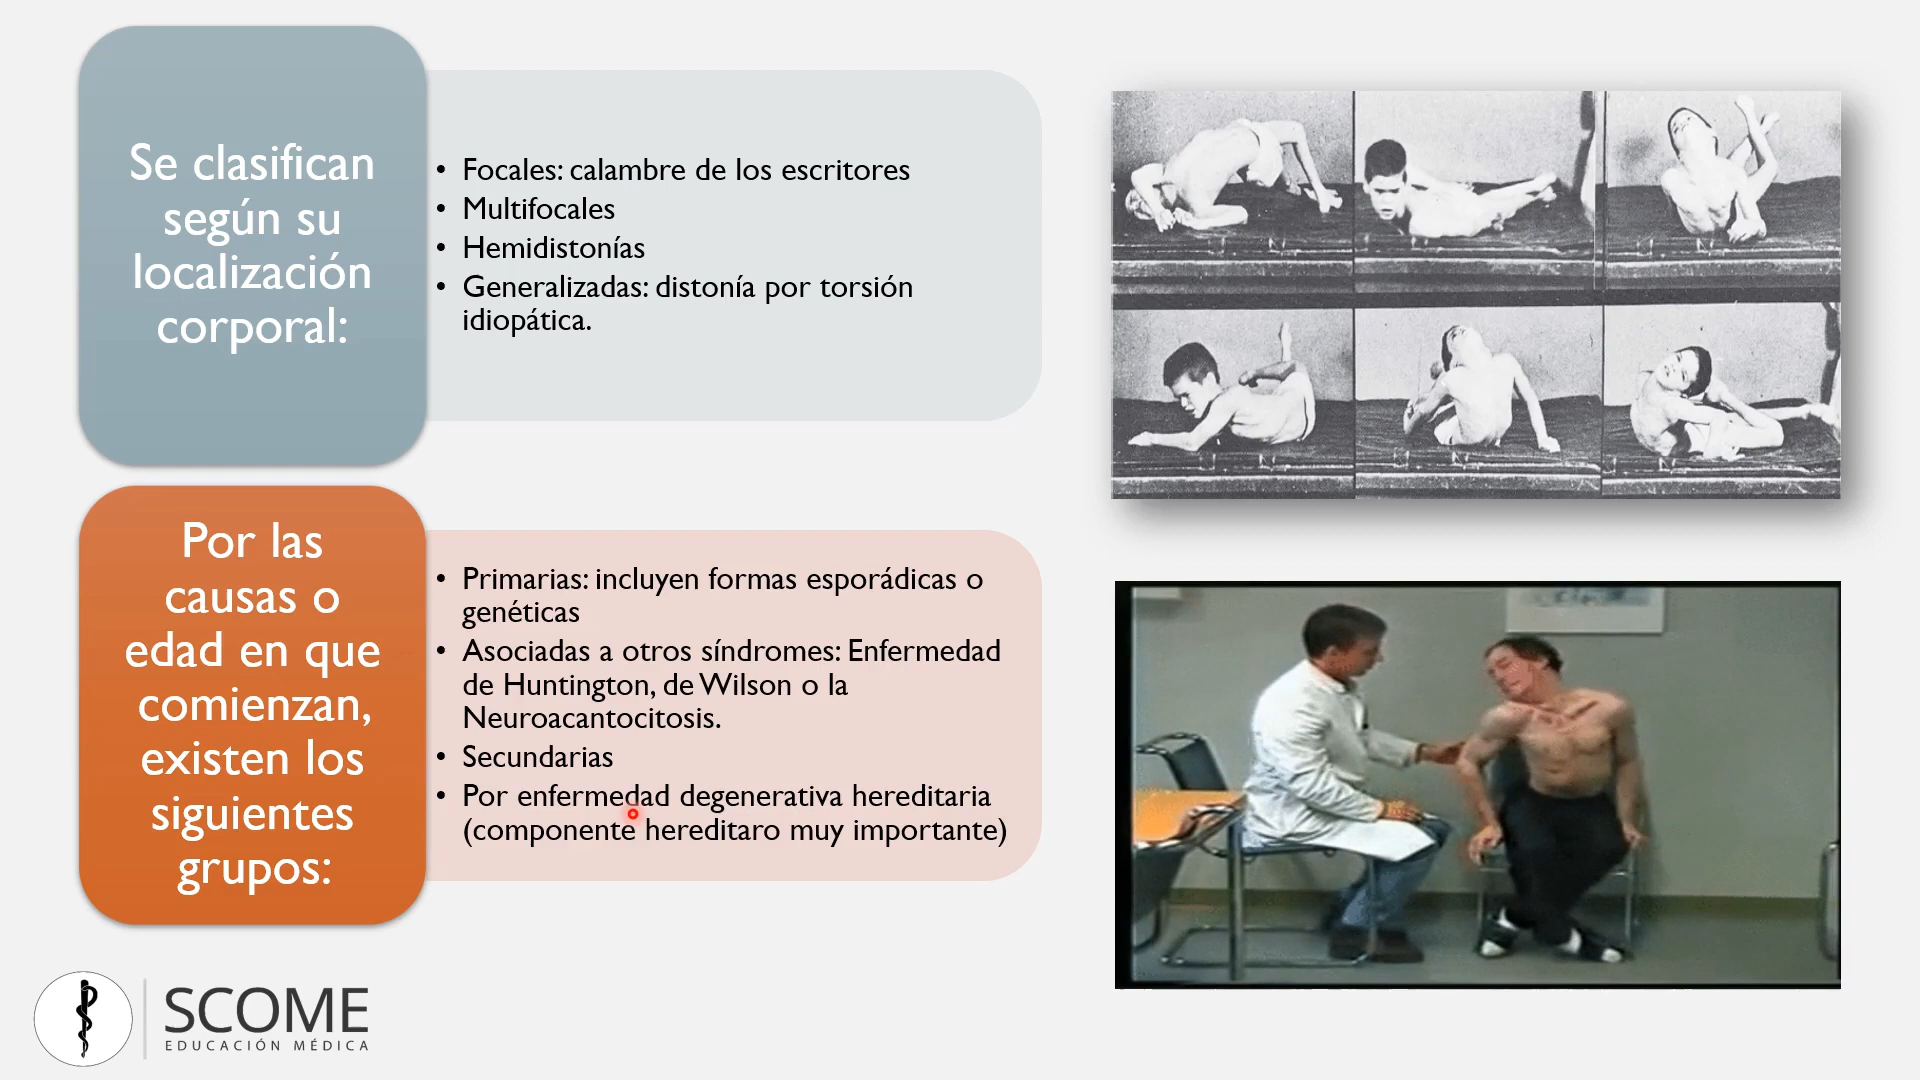 Se clasifican
según su
localización
corporal:
• Focales: calambre de los escritores
• Multifocales
• Hemidistonías
• Generalizadas: distonía por torsión
idiopática.
Por las
causas o
edad en que
comienzan,
existen los
siguientes
grupos:
• Primarias: incluyen formas esporádicas o
genéticas
• Asociadas a otros síndromes: Enfermedad
de Huntington, de Wilson o la
Neuroacantocitosis.
• Secundarias
• Por enfermedad degenerativa hereditaria
(componente hereditaro muy importante)
SCOME
EDUCACIÓN MÉDICA